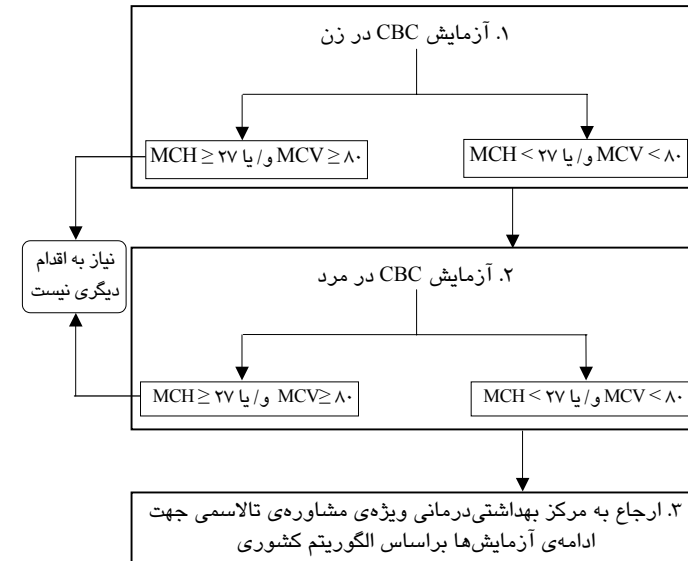 ۱. آزمایش CBC در زن
MCV < ۸۰ و/ یا MCH < ۲۷
MCV ≥ ۸۰ و/ یا MCH ≥ ۲۷
نیاز به اقدام
دیگری نیست
۲. آزمایش CBC در مرد
MCV < ۸۰ و/ یا MCH < ۲۷
MCV≥ ۸۰ و/ یا MCH ≥ ۲۷
۳. ارجاع به مرکز بهداشتی‌درمانی ویژه‌ی مشاوره‌ی تالاسمی جهت
ادامه‌ی آزمایش‌ها براساس الگوریتم کشوری